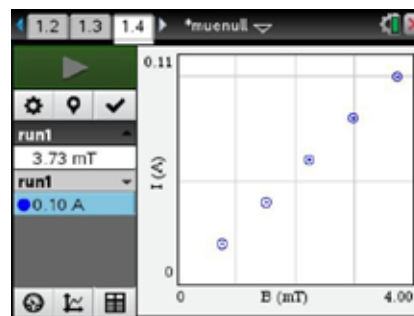 1.2 1.3 1.4 *muenull
run1
3.73 mT
run1
0.10 A
0.11
I (A)
0
0 B (mT) 4.00